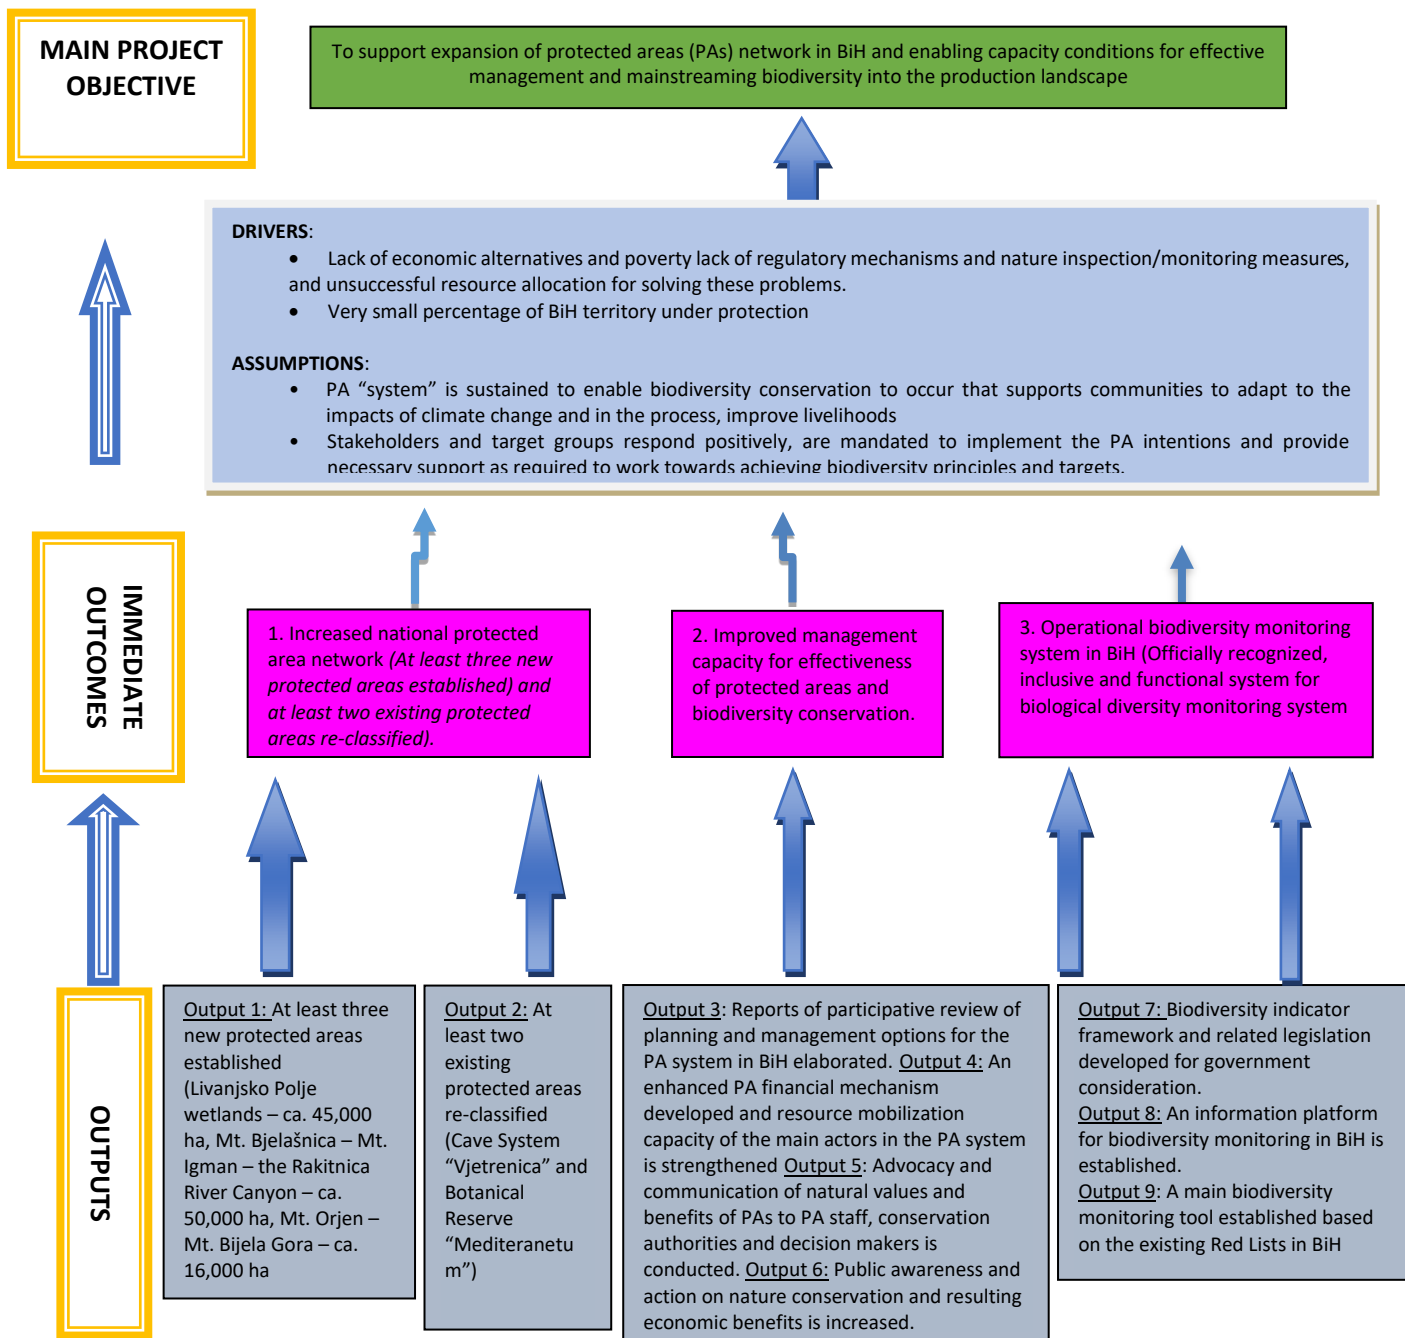 MAIN PROJECT
OBJECTIVE
To support expansion of protected areas (PAs) network in BiH and enabling capacity conditions for effective
management and mainstreaming biodiversity into the production landscape
DRIVERS:
• Lack of economic alternatives and poverty lack of regulatory mechanisms and nature inspection/monitoring measures,
and unsuccessful resource allocation for solving these problems.
• Very small percentage of BiH territory under protection
ASSUMPTIONS:
• PA “system” is sustained to enable biodiversity conservation to occur that supports communities to adapt to the
impacts of climate change and in the process, improve livelihoods
• Stakeholders and target groups respond positively, are mandated to implement the PA intentions and provide
necessary support as required to work towards achieving biodiversity principles and targets.
IMMEDIATE
OUTCOMES
1. Increased national protected
area network (At least three new
protected areas established) and
at least two existing protected
areas re-classified).
2. Improved management
capacity for effectiveness
of protected areas and
biodiversity conservation.
3. Operational biodiversity monitoring
system in BiH (Officially recognized,
inclusive and functional system for
biological diversity monitoring system
OUTPUTS
Output 1: At least three
new protected areas
established
(Livanjsko Polje
wetlands – ca. 45,000
ha, Mt. Bjelašnica – Mt.
Igman – the Rakitnica
River Canyon – ca.
50,000 ha, Mt. Orjen –
Mt. Bijela Gora – ca.
16,000 ha
Output 2: At
least two
existing
protected areas
re-classified
(Cave System
“Vjetrenica” and
Botanical
Reserve
“Mediteranetu
m”)
Output 3: Reports of participative review of
planning and management options for the
PA system in BiH elaborated. Output 4: An
enhanced PA financial mechanism
developed and resource mobilization
capacity of the main actors in the PA system
is strengthened Output 5: Advocacy and
communication of natural values and
benefits of PAs to PA staff, conservation
authorities and decision makers is
conducted. Output 6: Public awareness and
action on nature conservation and resulting
economic benefits is increased.
Output 7: Biodiversity indicator
framework and related legislation
developed for government
consideration.
Output 8: An information platform
for biodiversity monitoring in BiH is
established.
Output 9: A main biodiversity
monitoring tool established based
on the existing Red Lists in BiH